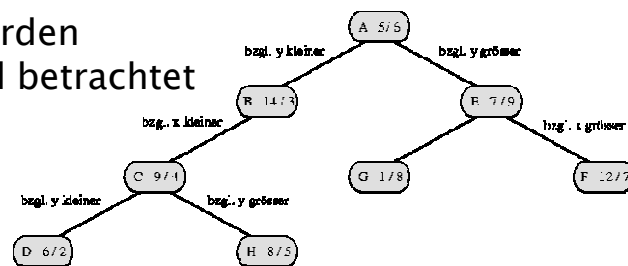 rden
betrachtet
A 5/6
bzgl. y kleiner
bzgl. y grösser
B 14/3
E 7/9
bzgl. x kleiner
bzgl. x grösser
C 9/4
G 1/8
F 12/7
bzgl. y kleiner
bzgl. y grösser
D 6/2
H 8/5